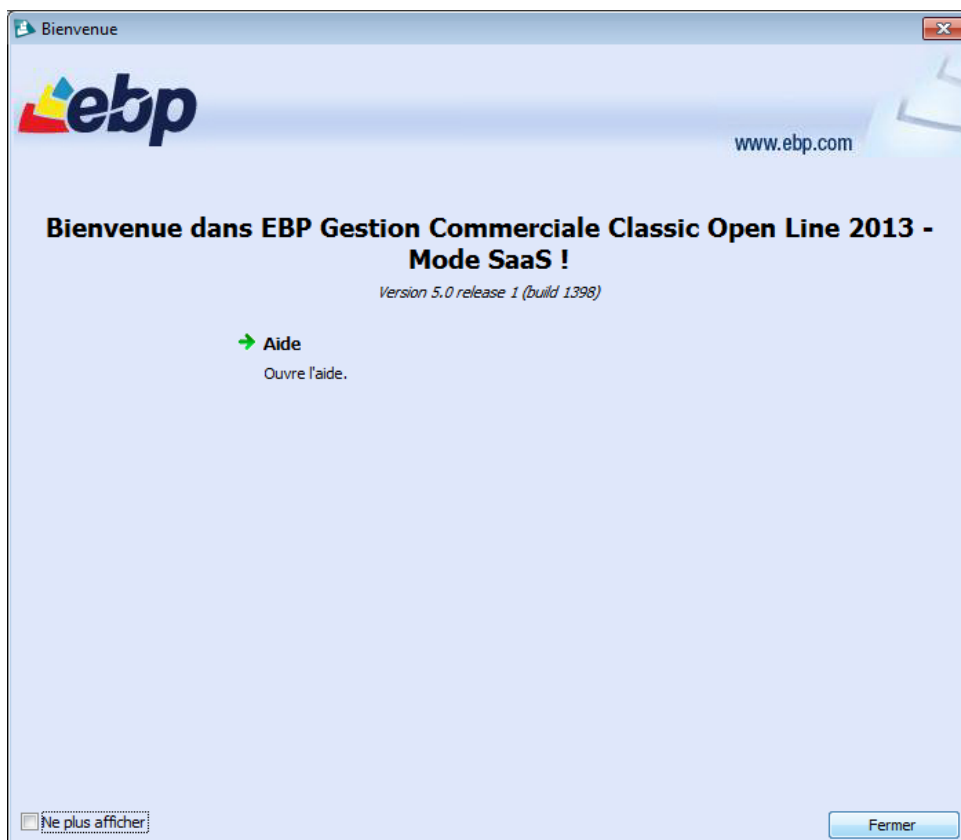 Bienvenue
ebp
www.ebp.com
Bienvenue dans EBP Gestion Commerciale Classic Open Line 2013 -
Mode SaaS !
Version 5.0 release 1 (build 1398)
Aide
Ouvre l'aide.
Ne plus afficher
Fermer